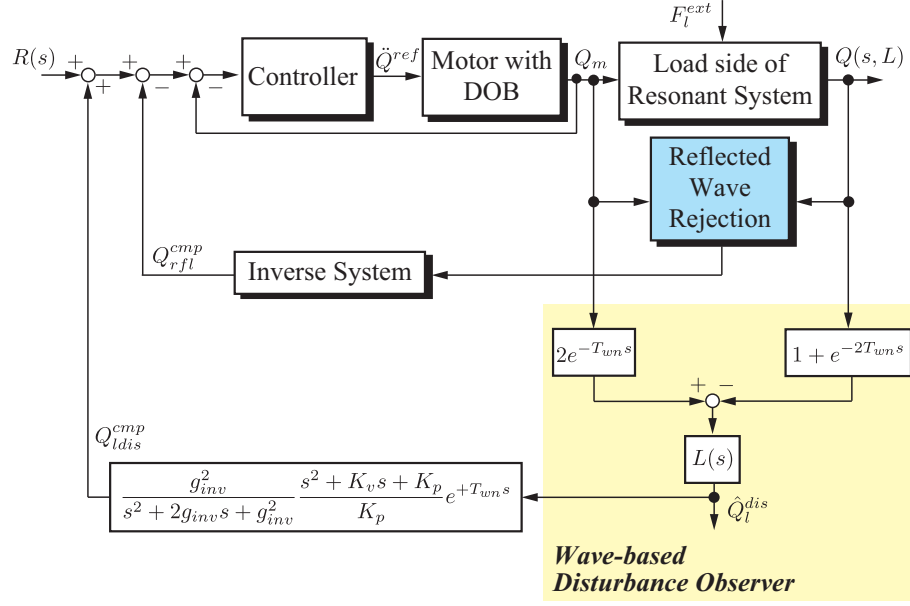 F_l^{ext}
R(s)
+
+
+
−
+
−
Controller
\ddot{Q}^{ref}
Motor with
DOB
Q_m
Load side of
Resonant System
Q(s, L)
Reflected
Wave
Rejection
Q_{rfl}^{cmp}
Inverse System
2e^{-T_{wn}s}
1 + e^{-2T_{wn}s}
+ −
L(s)
Q_{ldis}^{cmp}
\frac{g_{inv}^2}{s^2 + 2g_{inv}s + g_{inv}^2} \frac{s^2 + K_v s + K_p}{K_p} e^{+T_{wn}s}
\hat{Q}_l^{dis}
Wave-based
Disturbance Observer